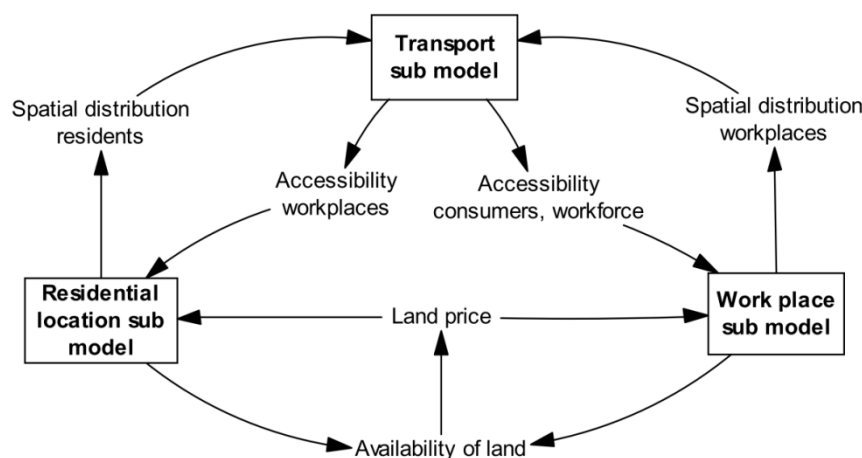 Transport
sub model
Spatial distribution
residents
Spatial distribution
workplaces
Accessibility
workplaces
Accessibility
consumers, workforce
Residential
location sub
model
Land price
Work place
sub model
Availability of land